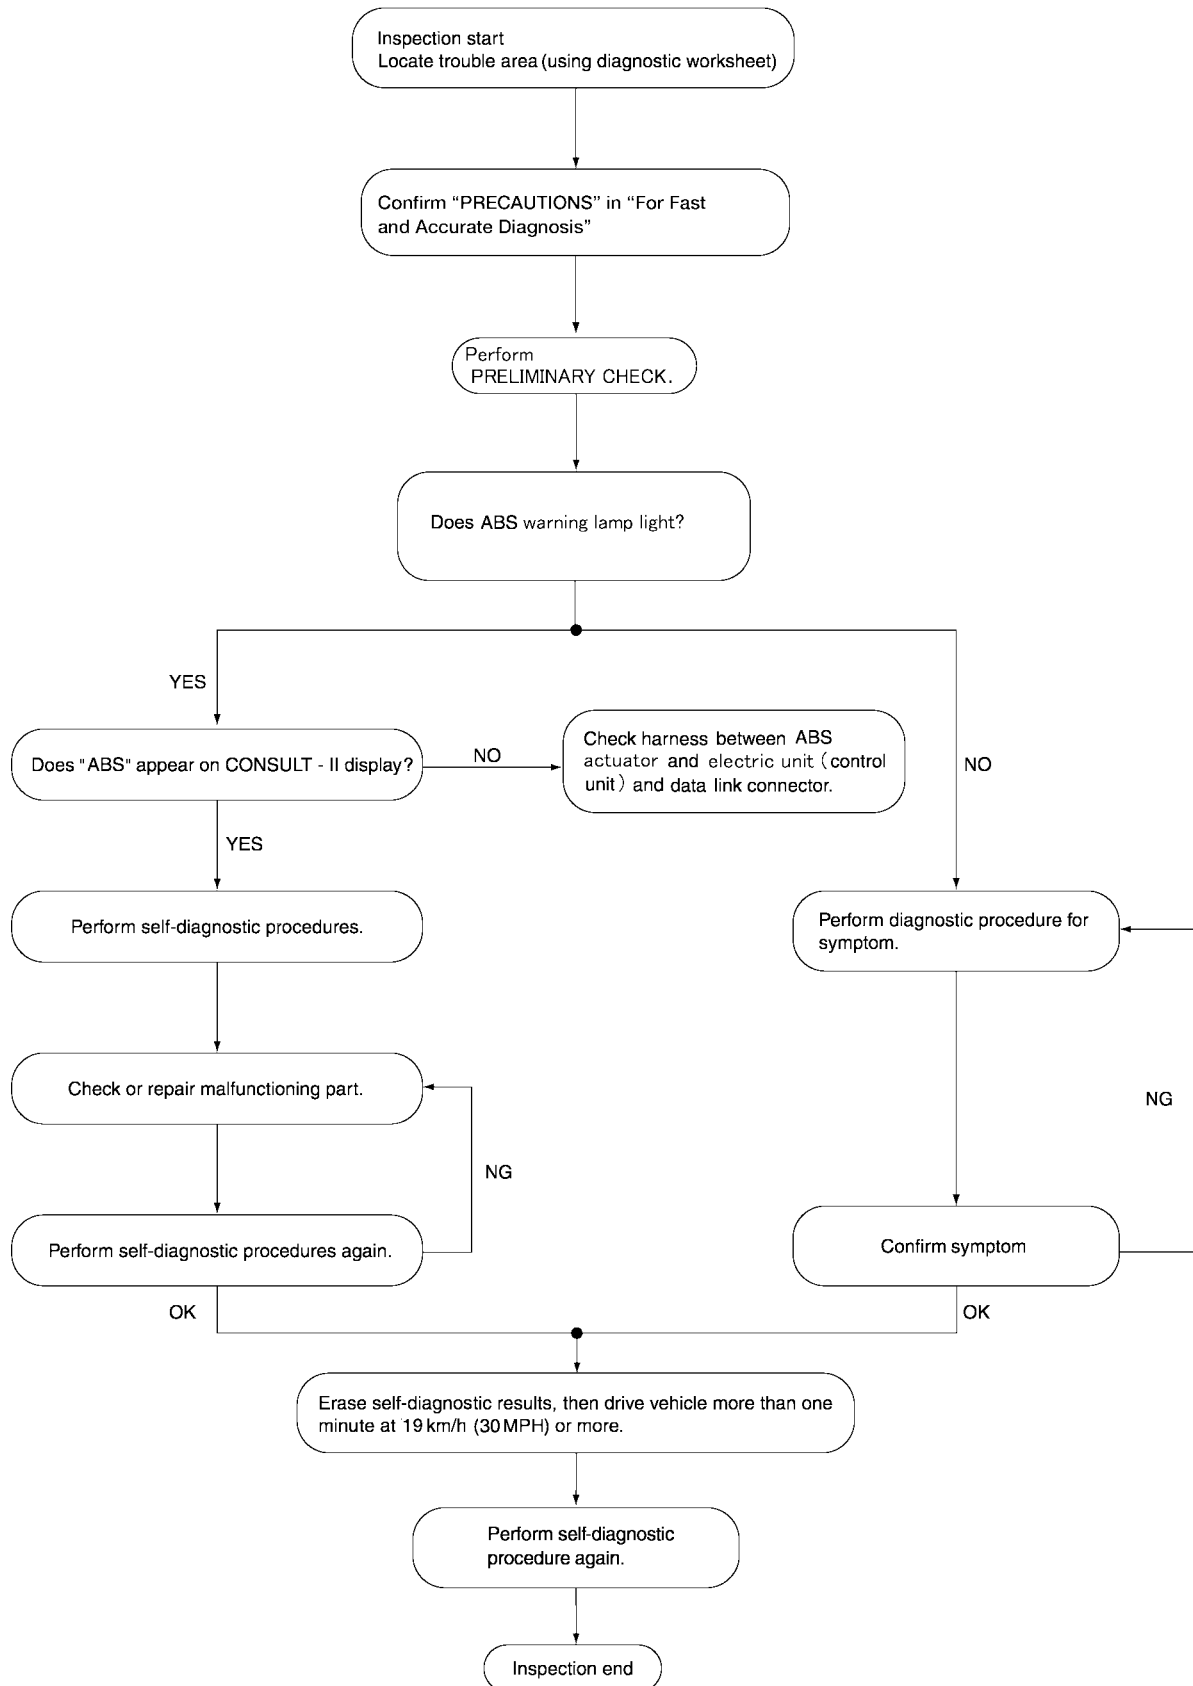 Inspection start
Locate trouble area (using diagnostic worksheet)
Confirm “PRECAUTIONS” in “For Fast
and Accurate Diagnosis”
Perform
PRELIMINARY CHECK.
Does ABS warning lamp light?
YES
NO
Does "ABS" appear on CONSULT - II display?
NO
Check harness between ABS
actuator and electric unit (control
unit) and data link connector.
YES
Perform self-diagnostic procedures.
Perform diagnostic procedure for
symptom.
Check or repair malfunctioning part.
NG
NG
Perform self-diagnostic procedures again.
Confirm symptom
OK
OK
Erase self-diagnostic results, then drive vehicle more than one
minute at 19 km/h (30 MPH) or more.
Perform self-diagnostic
procedure again.
Inspection end